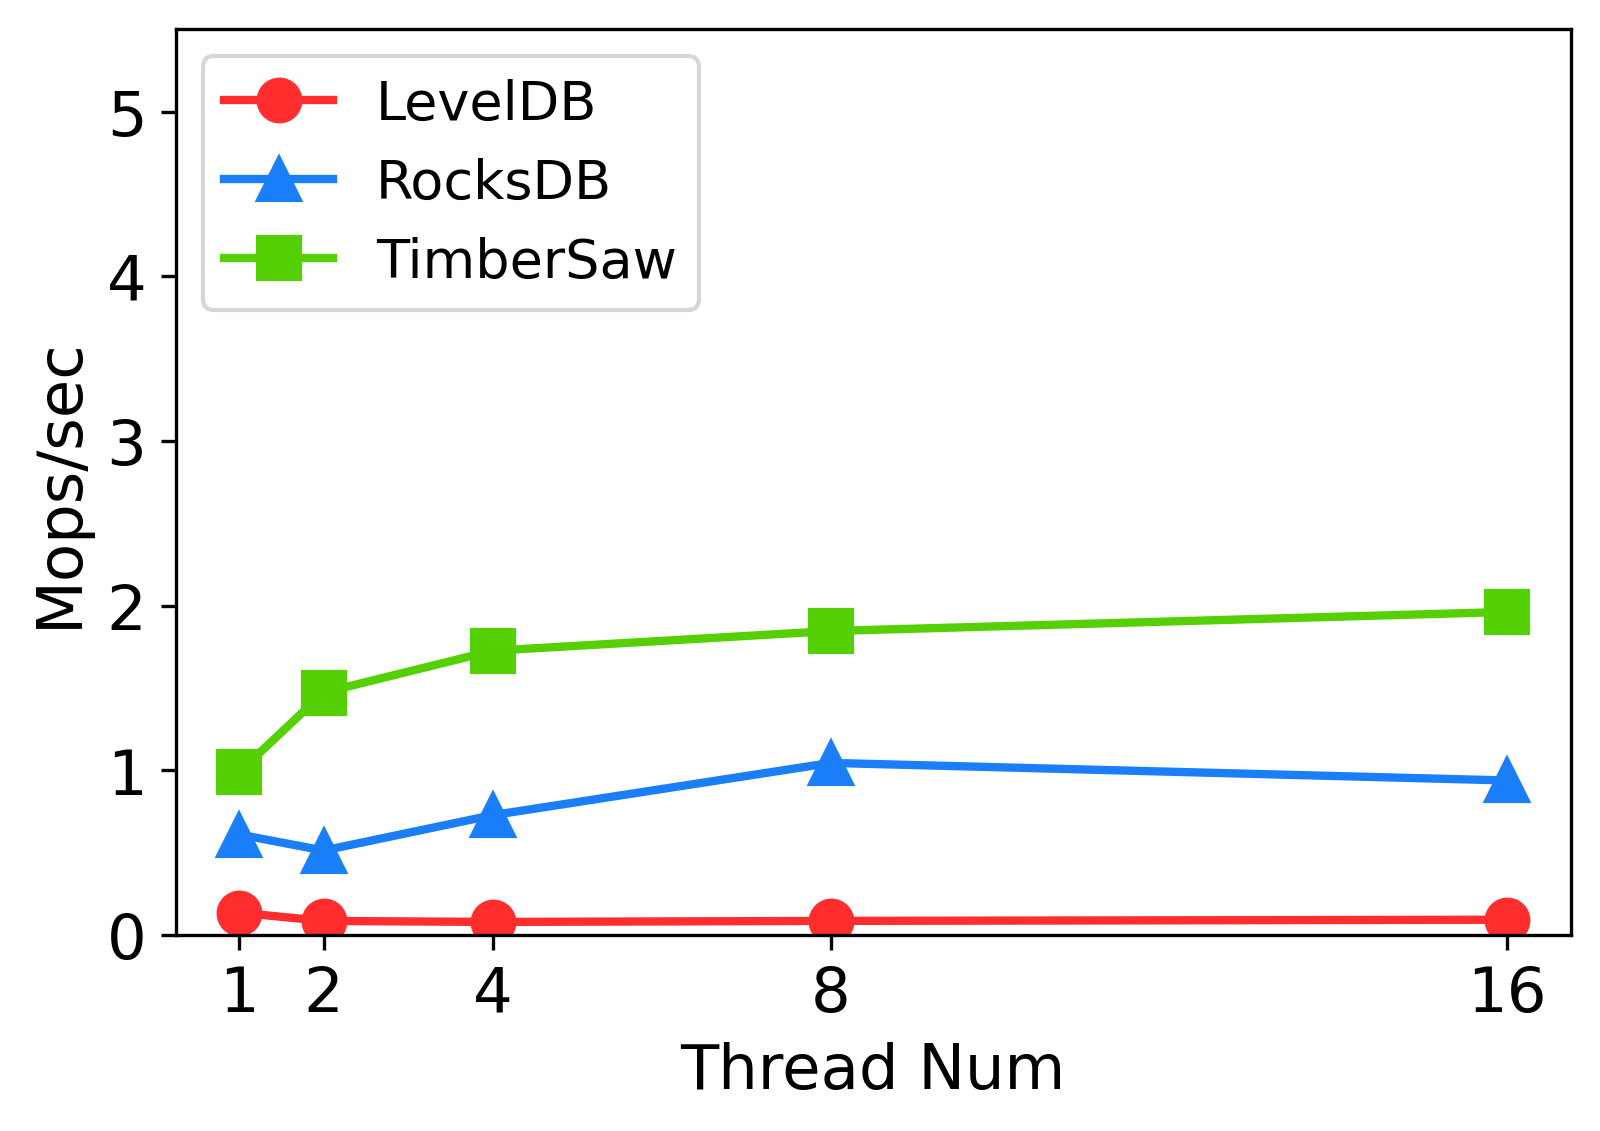 LevelDB
RocksDB
TimberSaw
5
4
3
2
1
0
Mops/sec
1 2 4 8 16
Thread Num